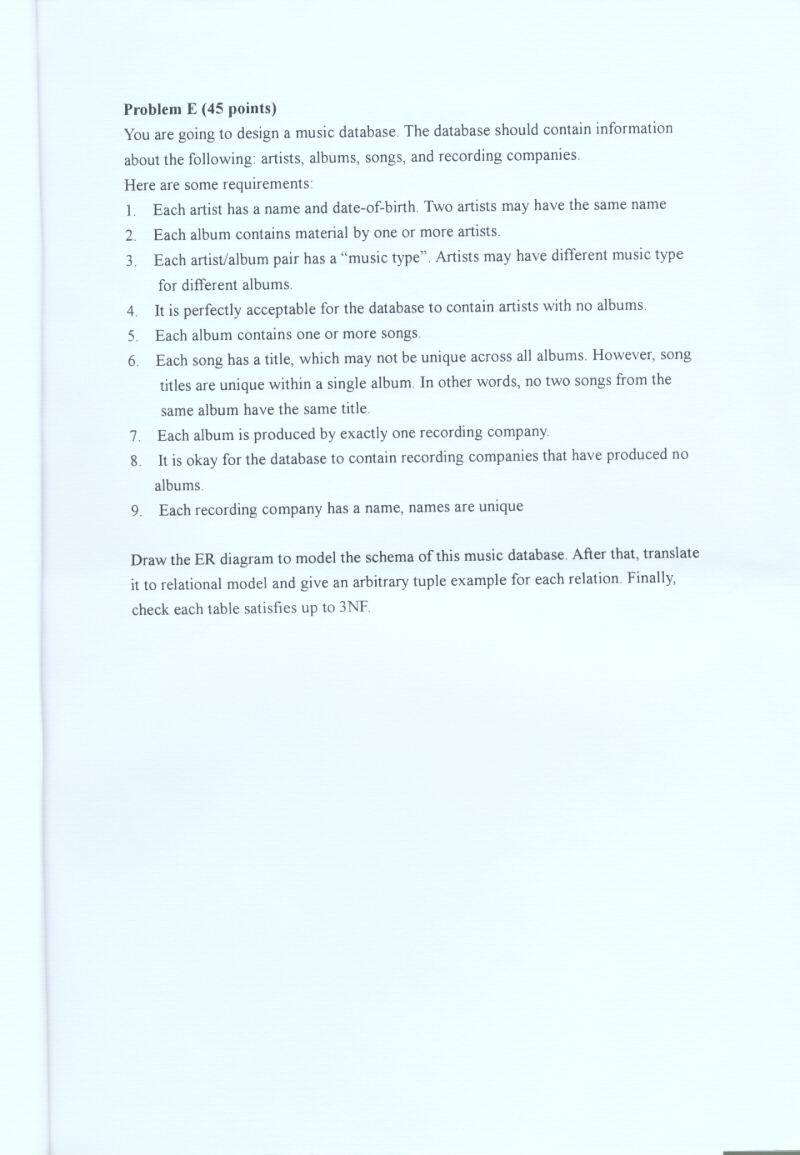 Problem E (45 points)
You are going to design a music database. The database should contain information
about the following: artists, albums, songs, and recording companies.
Here are some requirements:
1. Each artist has a name and date-of-birth. Two artists may have the same name
2. Each album contains material by one or more artists.
3. Each artist/album pair has a “music type”. Artists may have different music type
for different albums.
4. It is perfectly acceptable for the database to contain artists with no albums.
5. Each album contains one or more songs.
6. Each song has a title, which may not be unique across all albums. However, song
titles are unique within a single album. In other words, no two songs from the
same album have the same title.
7. Each album is produced by exactly one recording company.
8. It is okay for the database to contain recording companies that have produced no
albums.
9. Each recording company has a name, names are unique
Draw the ER diagram to model the schema of this music database. After that, translate
it to relational model and give an arbitrary tuple example for each relation. Finally,
check each table satisfies up to 3NF.